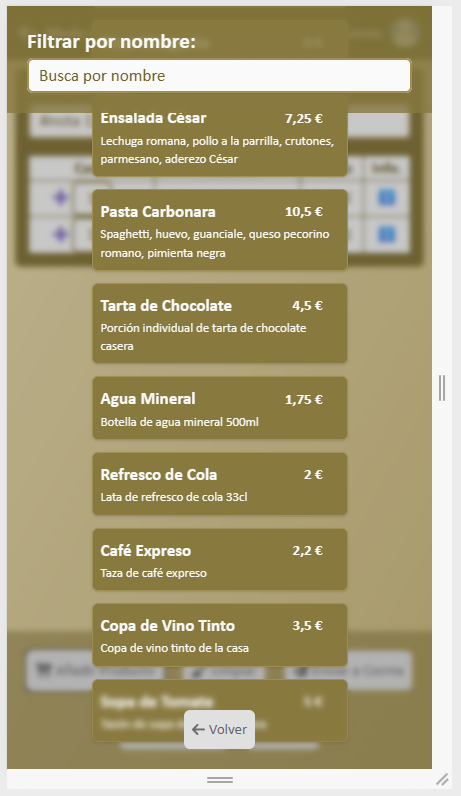 Filtrar por nombre:
Busca por nombre
Ensalada César 7,25 €
Lechuga romana, pollo a la parrilla, crutones,
parmesano, aderezo César
Pasta Carbonara 10,5 €
Spaghetti, huevo, guanciale, queso pecorino
romano, pimienta negra
Tarta de Chocolate 4,5 €
Porción individual de tarta de chocolate
casera
Agua Mineral 1,75 €
Botella de agua mineral 500ml
Refresco de Cola 2 €
Lata de refresco de cola 33cl
Café Expreso 2,2 €
Taza de café expreso
Copa de Vino Tinto 3,5 €
Copa de vino tinto de la casa
Sopa de Tomate 5 €
Volver